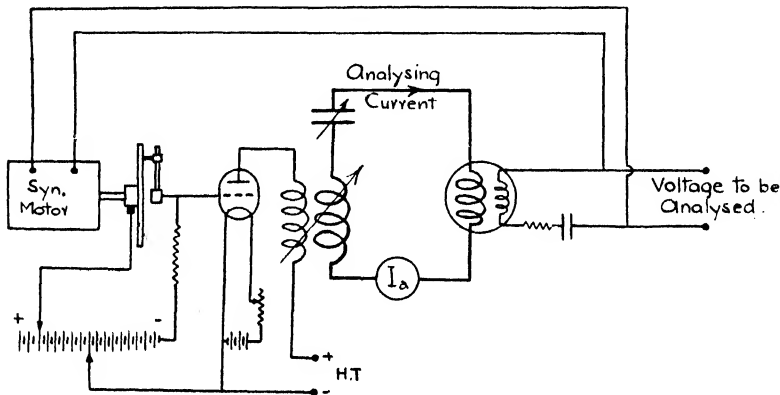 Analysing
Current
Syn.
Motor
Voltage to be
Analysed.
Ia
+
-
+
H.T
-